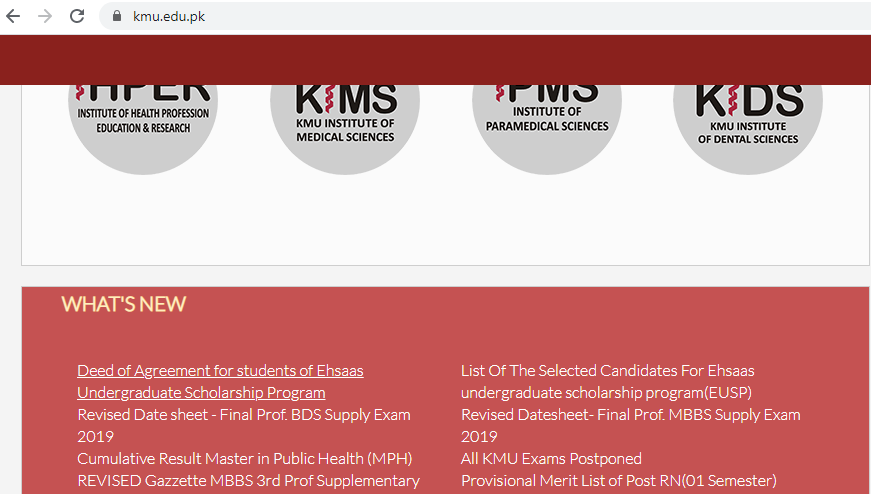 kmu.edu.pk
IHPER
INSTITUTE OF HEALTH PROFESSION
EDUCATION & RESEARCH
KIMS
KMU INSTITUTE OF
MEDICAL SCIENCES
IPMS
INSTITUTE OF
PARAMEDICAL SCIENCES
KIDS
KMU INSTITUTE
OF DENTAL SCIENCES
WHAT'S NEW
Deed of Agreement for students of Ehsaas
Undergraduate Scholarship Program
Revised Date sheet - Final Prof. BDS Supply Exam
2019
Cumulative Result Master in Public Health (MPH)
REVISED Gazzette MBBS 3rd Prof Supplementary
List Of The Selected Candidates For Ehsaas
undergraduate scholarship program(EUSP)
Revised Datesheet- Final Prof. MBBS Supply Exam
2019
All KMU Exams Postponed
Provisional Merit List of Post RN(01 Semester)